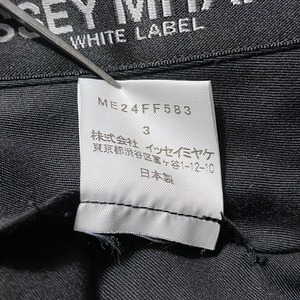 SSEY MIYA
WHITE LABEL
ME24FF583
3
株式会社 イッセイミヤケ
東京都渋谷区富ヶ谷1-12-10
日本製